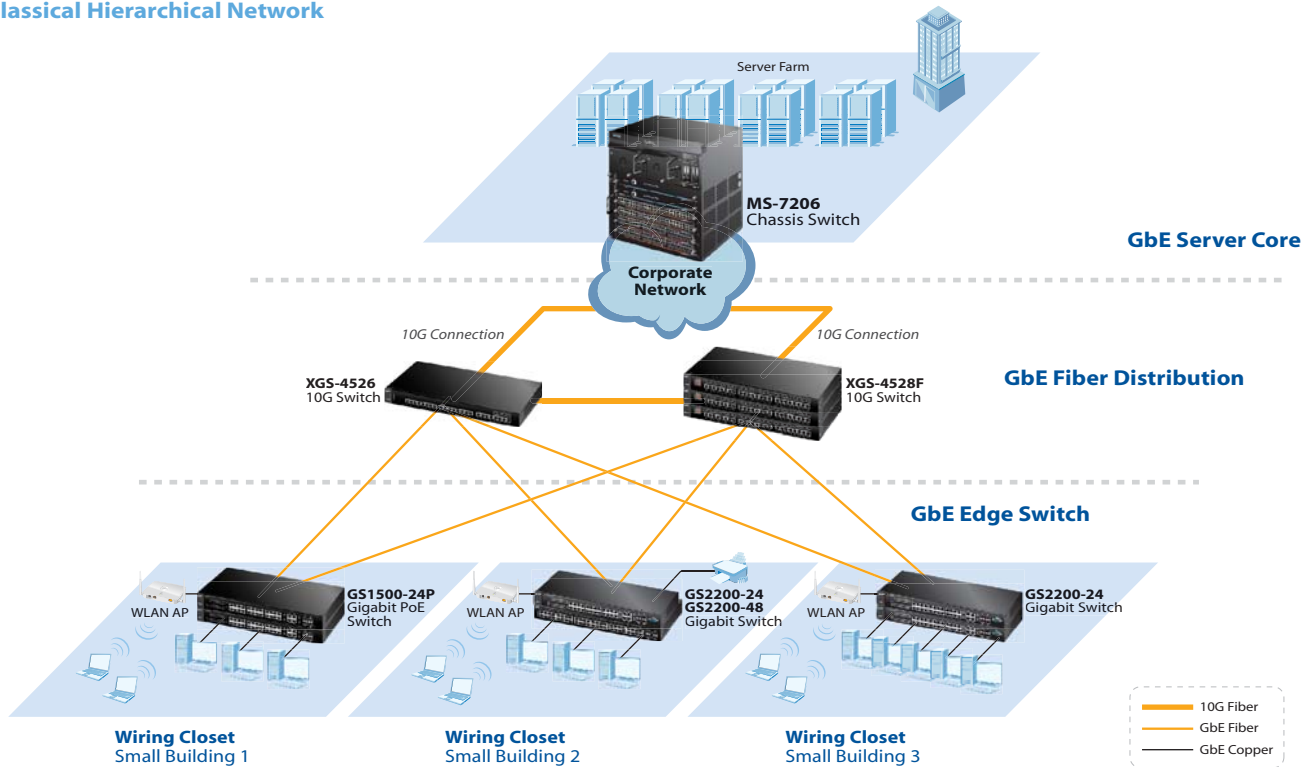 lassical Hierarchical Network
Server Farm
MS-7206
Chassis Switch
GbE Server Core
Corporate
Network
10G Connection
10G Connection
XGS-4526
10G Switch
XGS-4528F
10G Switch
GbE Fiber Distribution
GbE Edge Switch
WLAN AP
GS1500-24P
Gigabit PoE
Switch
WLAN AP
GS2200-24
GS2200-48
Gigabit Switch
WLAN AP
GS2200-24
Gigabit Switch
Wiring Closet
Small Building 1
Wiring Closet
Small Building 2
Wiring Closet
Small Building 3
10G Fiber
GbE Fiber
GbE Copper